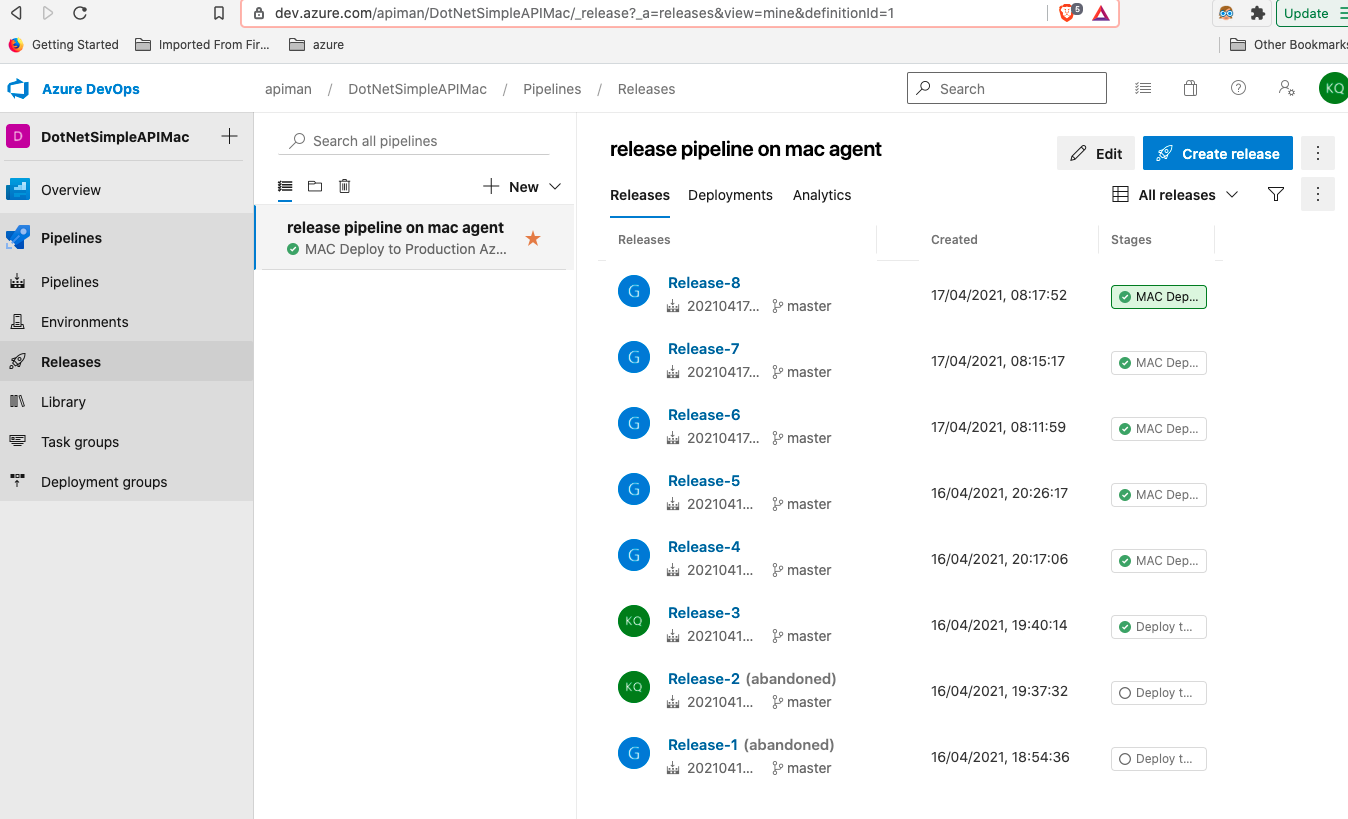 dev.azure.com/apiman/DotNetSimpleAPIMac/_release?_a=releases&view=mine&definitionId=1
5
Update
Getting Started
Imported From Fir...
azure
Other Bookmarks
Azure DevOps
apiman / DotNetSimpleAPIMac / Pipelines / Releases
Search
KQ
D
DotNetSimpleAPIMac
Overview
Pipelines
Pipelines
Environments
Releases
Library
Task groups
Deployment groups
Search all pipelines
New
release pipeline on mac agent
MAC Deploy to Production Az...
release pipeline on mac agent
Edit
Create release
Releases Deployments Analytics
All releases
Releases Created Stages
G Release-8 17/04/2021, 08:17:52 MAC Dep...
20210417... master
G Release-7 17/04/2021, 08:15:17 MAC Dep...
20210417... master
G Release-6 17/04/2021, 08:11:59 MAC Dep...
20210417... master
G Release-5 16/04/2021, 20:26:17 MAC Dep...
2021041... master
G Release-4 16/04/2021, 20:17:06 MAC Dep...
2021041... master
KQ Release-3 16/04/2021, 19:40:14 Deploy t...
2021041... master
KQ Release-2 (abandoned) 16/04/2021, 19:37:32 Deploy t...
2021041... master
G Release-1 (abandoned) 16/04/2021, 18:54:36 Deploy t...
2021041... master